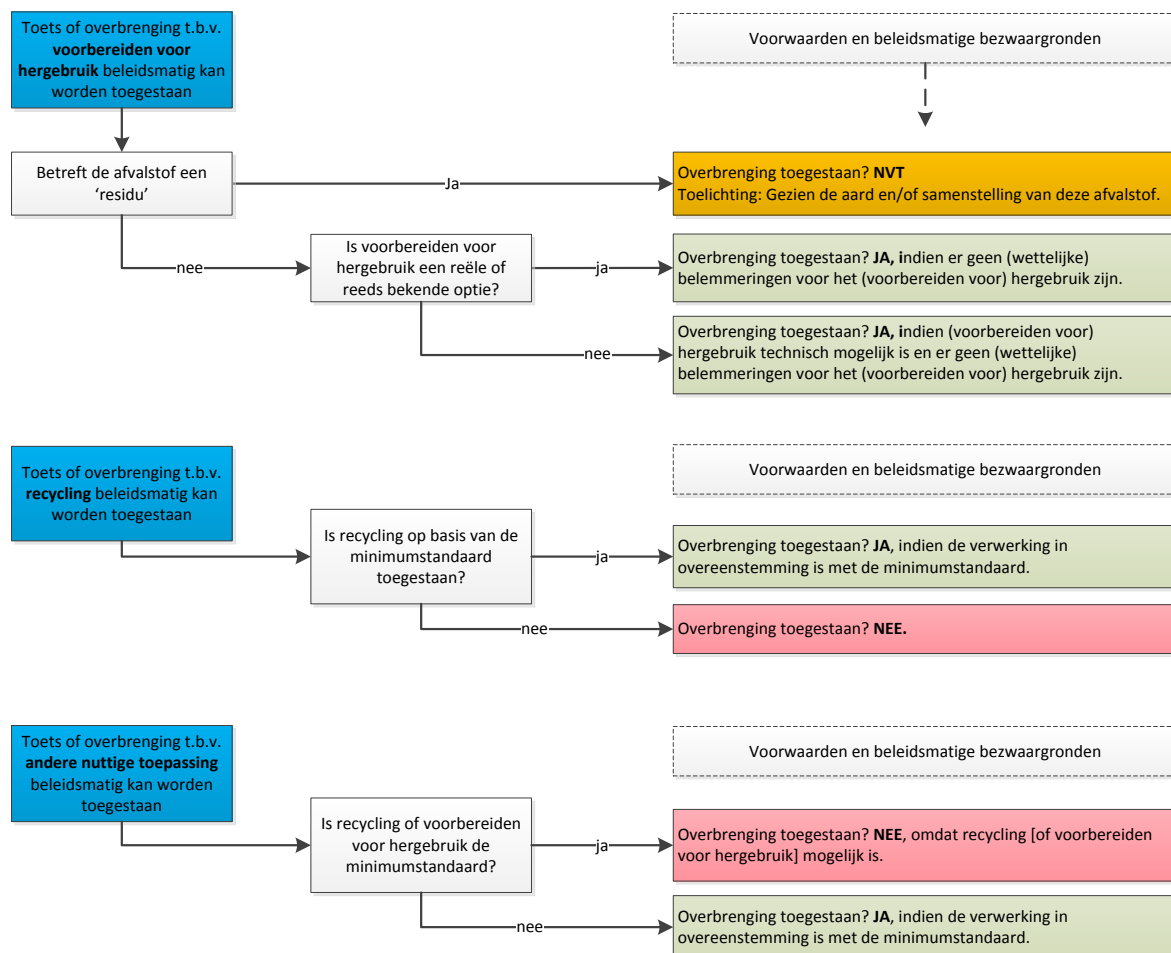 Toets of overbrenging t.b.v.
voorbereiden voor
hergebruik beleidsmatig kan
worden toegestaan
Voorwaarden en beleidsmatige bezwaargronden
Betreft de afvalstof een
'residu'
Ja
Overbrenging toegestaan? NVT
Toelichting: Gezien de aard en/of samenstelling van deze afvalstof.
nee
Is voorbereiden voor
hergebruik een reële of
reeds bekende optie?
ja
Overbrenging toegestaan? JA, indien er geen (wettelijke)
belemmeringen voor het (voorbereiden voor) hergebruik zijn.
nee
Overbrenging toegestaan? JA, indien (voorbereiden voor)
hergebruik technisch mogelijk is en er geen (wettelijke)
belemmeringen voor het (voorbereiden voor) hergebruik zijn.
Toets of overbrenging t.b.v.
recycling beleidsmatig kan
worden toegestaan
Voorwaarden en beleidsmatige bezwaargronden
Is recycling op basis van de
minimumstandaard
toegestaan?
ja
Overbrenging toegestaan? JA, indien de verwerking in
overeenstemming is met de minimumstandaard.
nee
Overbrenging toegestaan? NEE.
Toets of overbrenging t.b.v.
andere nuttige toepassing
beleidsmatig kan worden
toegestaan
Voorwaarden en beleidsmatige bezwaargronden
Is recycling of voorbereiden
voor hergebruik de
minimumstandaard?
ja
Overbrenging toegestaan? NEE, omdat recycling [of voorbereiden
voor hergebruik] mogelijk is.
nee
Overbrenging toegestaan? JA, indien de verwerking in
overeenstemming is met de minimumstandaard.